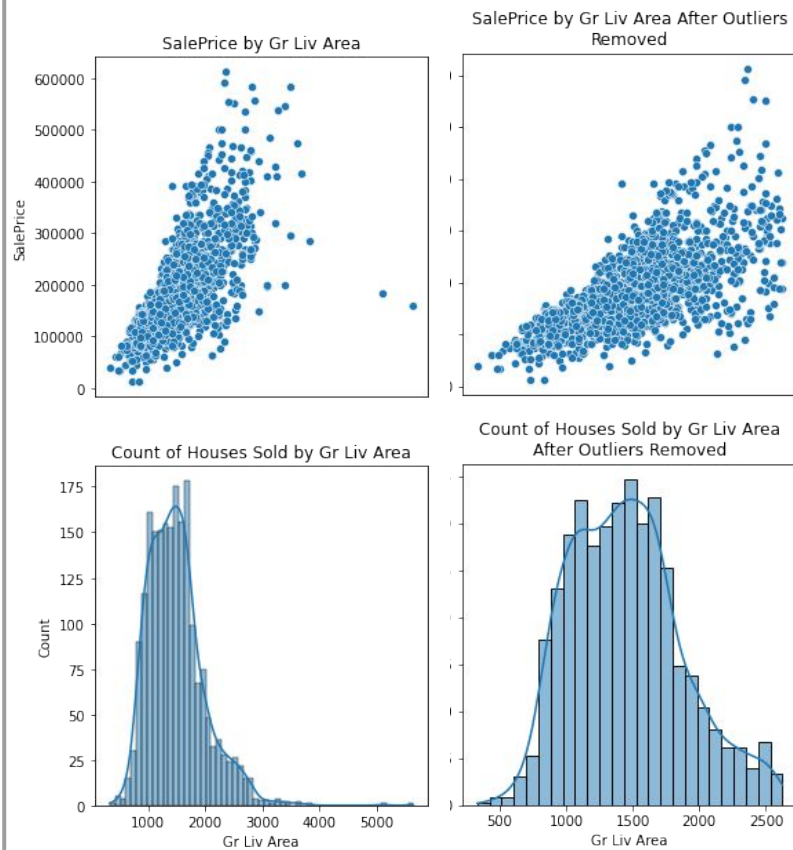 SalePrice by Gr Liv Area
SalePrice by Gr Liv Area After Outliers
Removed
SalePrice
600000
500000
400000
300000
200000
100000
0
Count of Houses Sold by Gr Liv Area
Count of Houses Sold by Gr Liv Area
After Outliers Removed
Count
175
150
125
100
75
50
25
0
1000 2000 3000 4000 5000
Gr Liv Area
500 1000 1500 2000 2500
Gr Liv Area